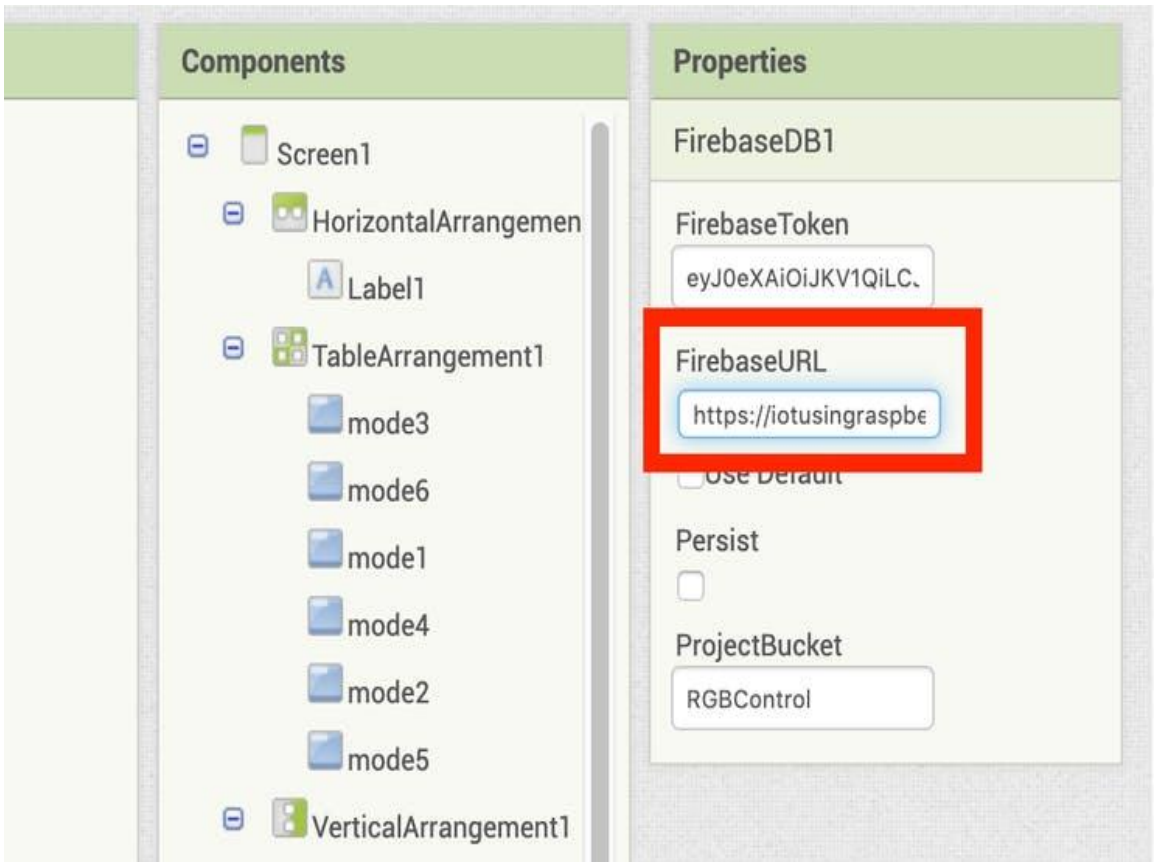 Components
Screen1
HorizontalArrangemen
Label1
TableArrangement1
mode3
mode6
mode1
mode4
mode2
mode5
VerticalArrangement1
Properties
FirebaseDB1
FirebaseToken
eyJ0eXAiOiJKV1QiLC
FirebaseURL
https://iotusingraspbe
Use Default
Persist
ProjectBucket
RGBControl